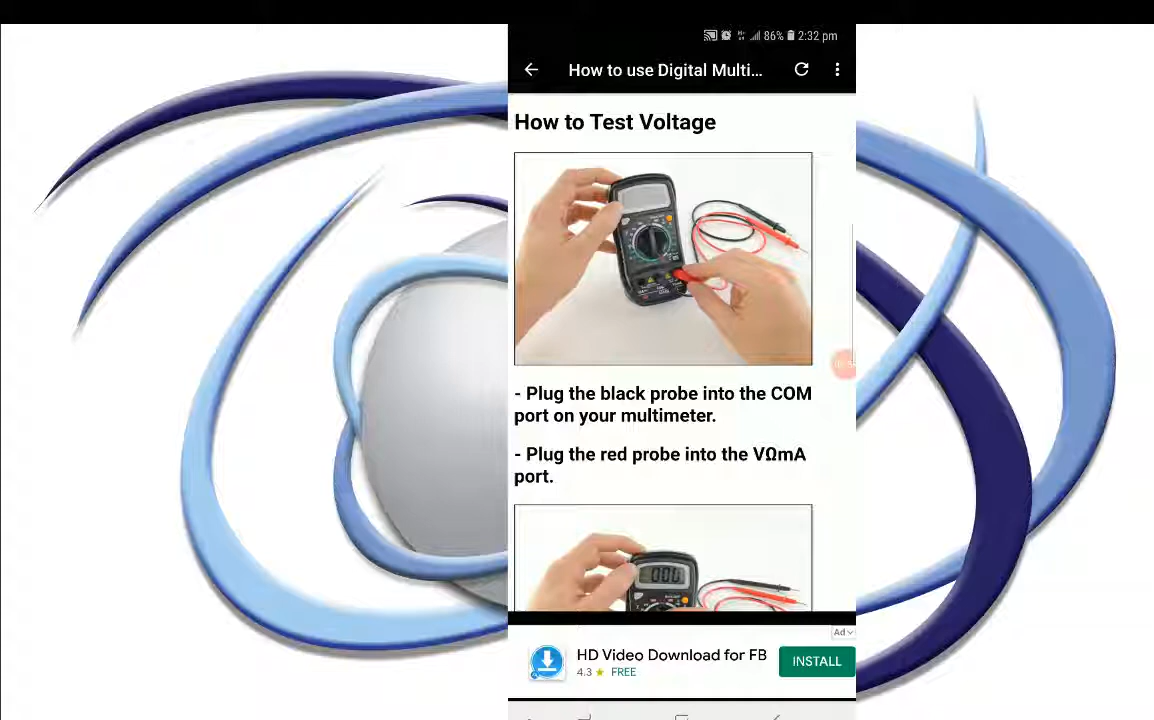 86% 2:32 pm
How to use Digital Multi...
How to Test Voltage
- Plug the black probe into the COM
port on your multimeter.
- Plug the red probe into the VΩmA
port.
Ad
HD Video Download for FB
4.3 ★ FREE
INSTALL